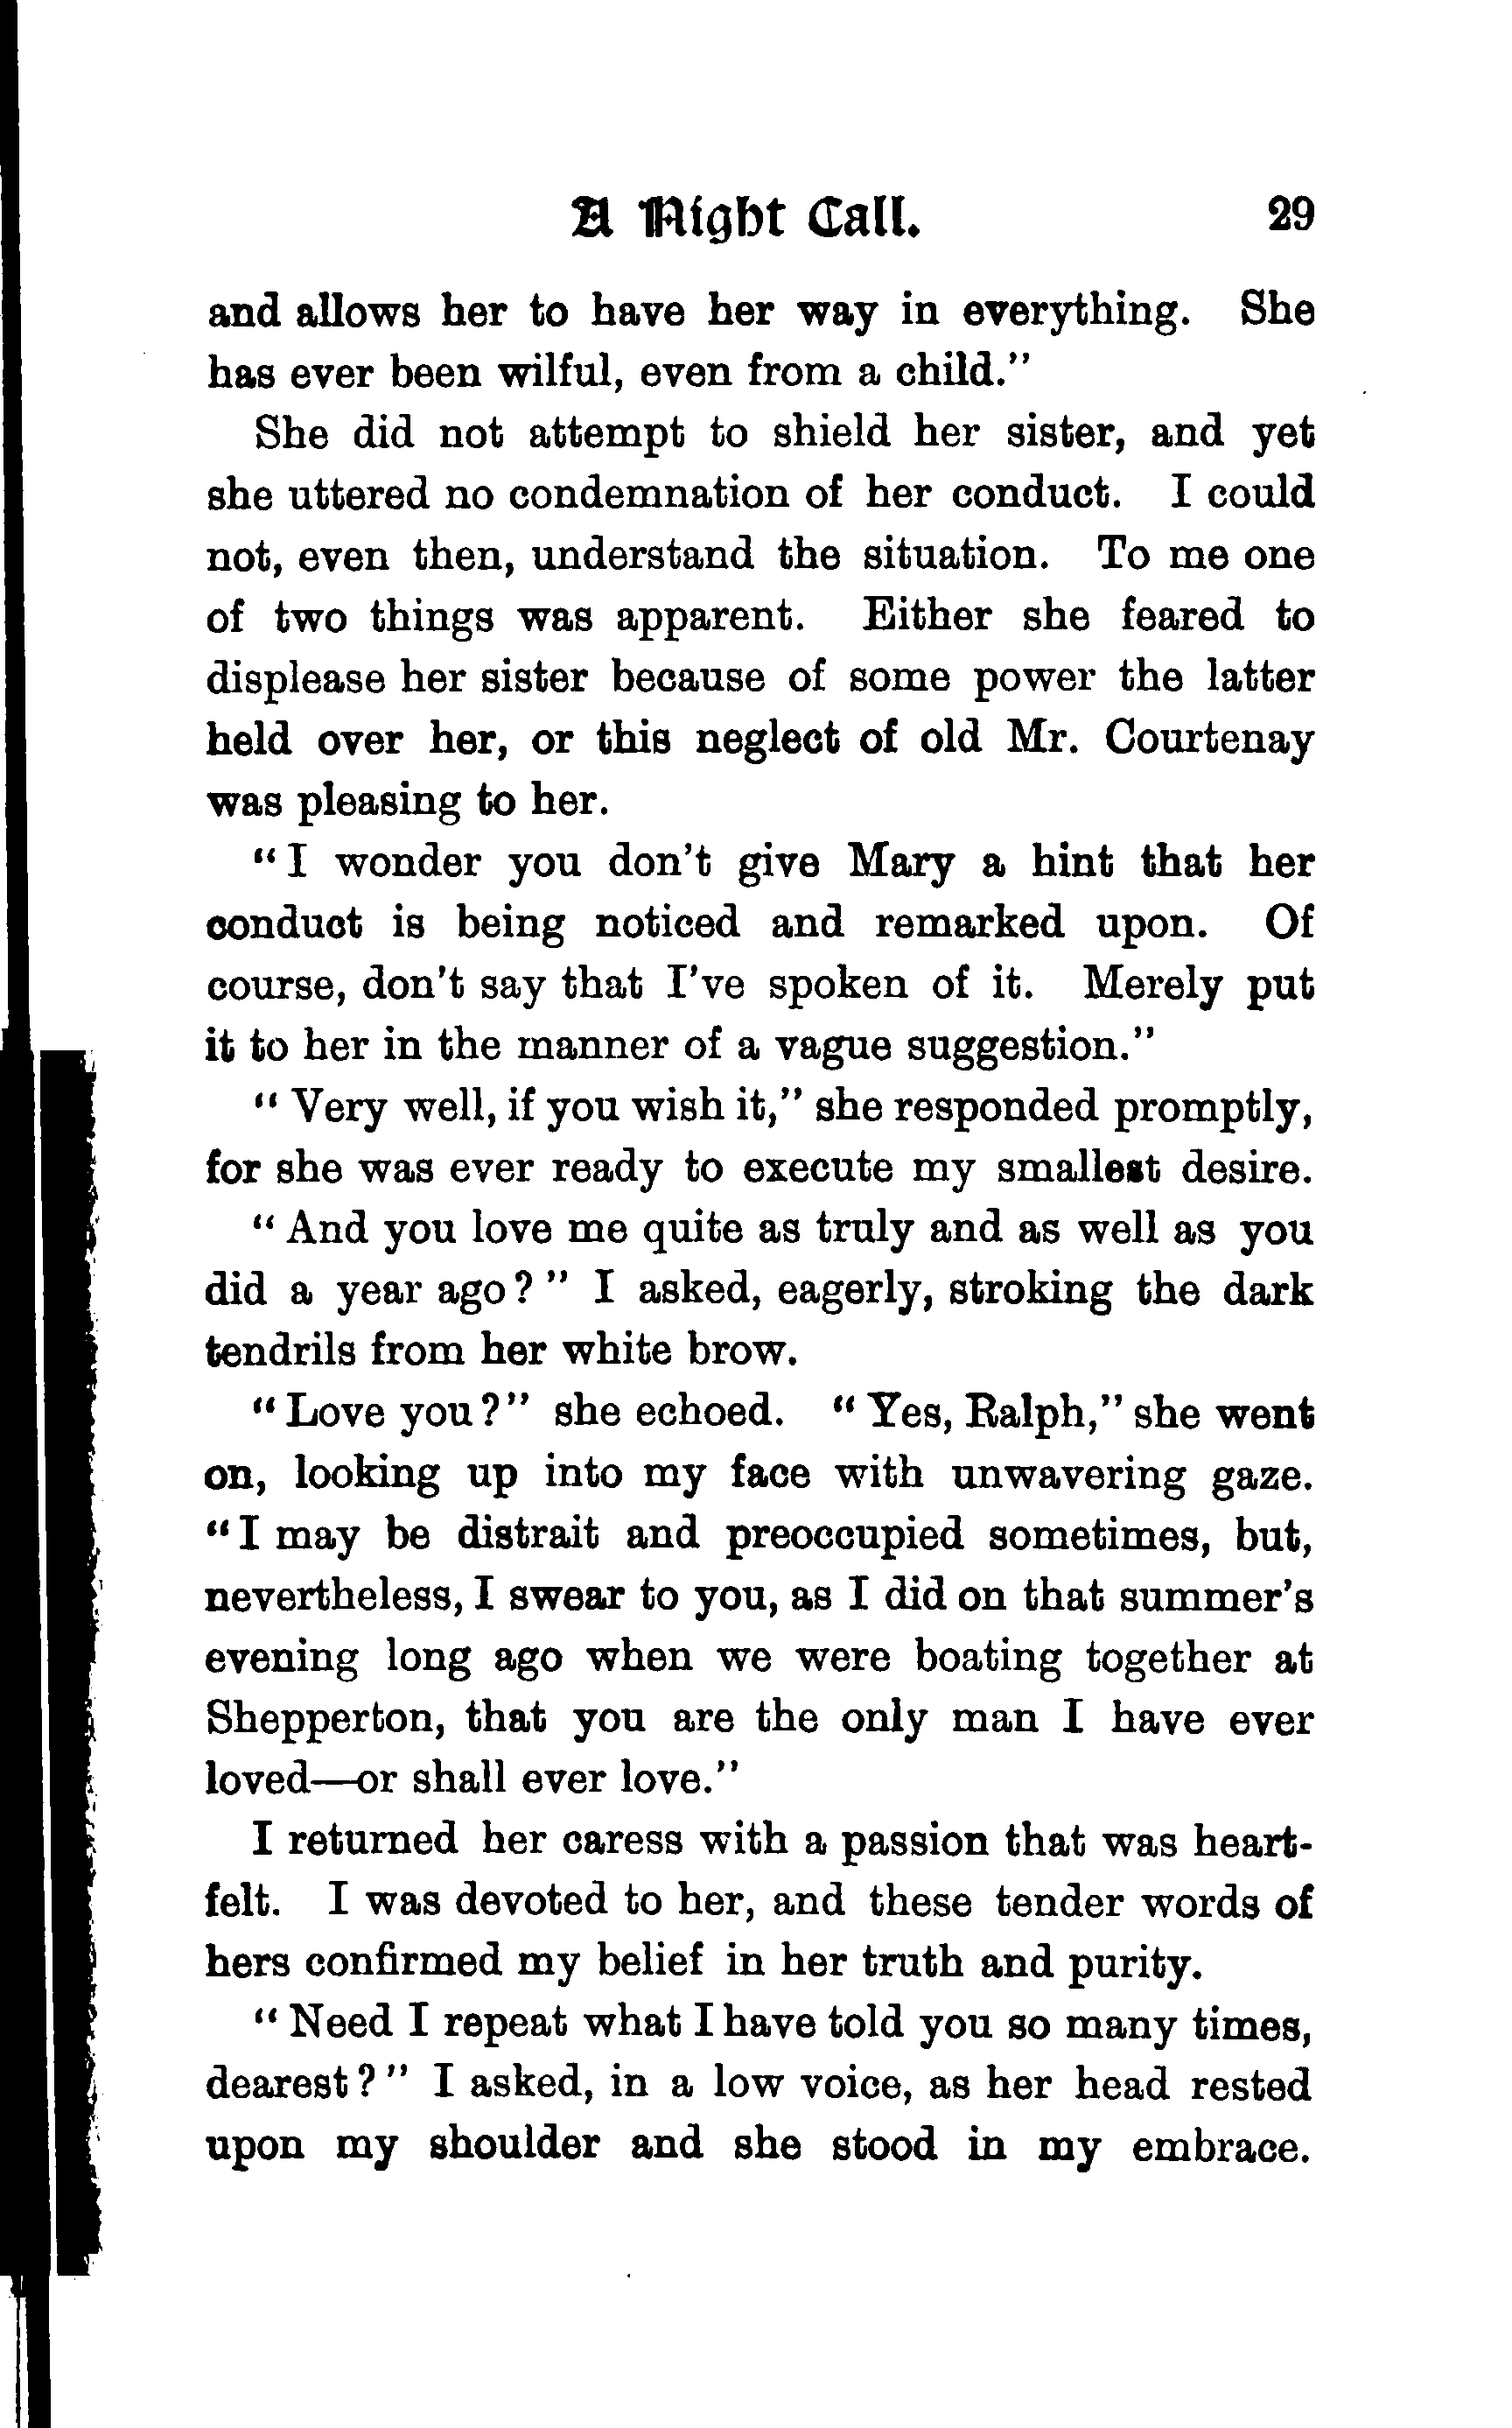 A Night Call. 29
and allows her to have her way in everything. She
has ever been wilful, even from a child."
She did not attempt to shield her sister, and yet
she uttered no condemnation of her conduct. I could
not, even then, understand the situation. To me one
of two things was apparent. Either she feared to
displease her sister because of some power the latter
held over her, or this neglect of old Mr. Courtenay
was pleasing to her.
"I wonder you don't give Mary a hint that her
conduct is being noticed and remarked upon. Of
course, don't say that I've spoken of it. Merely put
it to her in the manner of a vague suggestion."
"Very well, if you wish it," she responded promptly,
for she was ever ready to execute my smallest desire.
"And you love me quite as truly and as well as you
did a year ago?" I asked, eagerly, stroking the dark
tendrils from her white brow.
"Love you?" she echoed. "Yes, Ralph," she went
on, looking up into my face with unwavering gaze.
"I may be distrait and preoccupied sometimes, but,
nevertheless, I swear to you, as I did on that summer's
evening long ago when we were boating together at
Shepperton, that you are the only man I have ever
loved—or shall ever love."
I returned her caress with a passion that was heart-
felt. I was devoted to her, and these tender words of
hers confirmed my belief in her truth and purity.
"Need I repeat what I have told you so many times,
dearest?" I asked, in a low voice, as her head rested
upon my shoulder and she stood in my embrace.